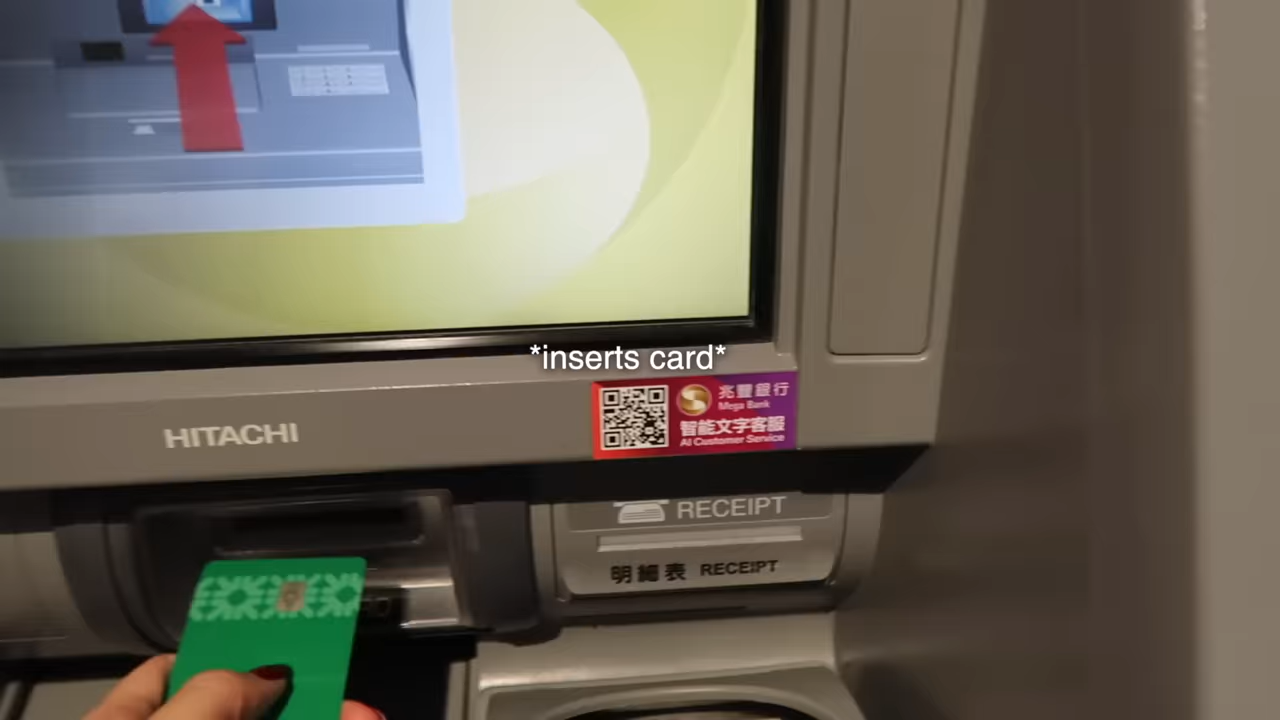 *inserts card*
兆豐銀行
Mega Bank
智能文字客服
AI Customer Service
HITACHI
RECEIPT
明細表 RECEIPT